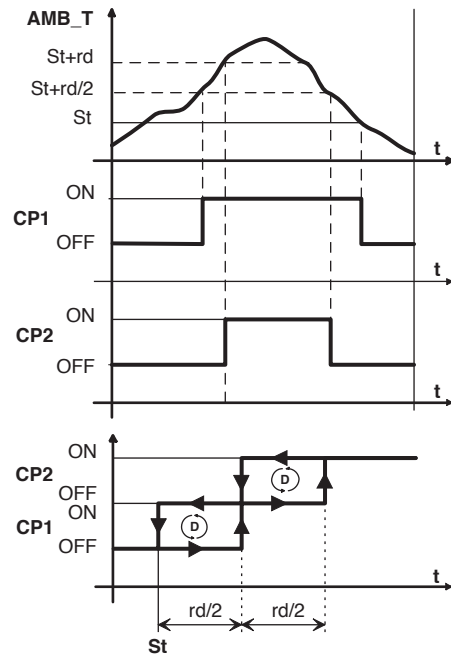 AMB_T
St+rd
St+rd/2
St
t
ON
CP1
OFF
t
ON
CP2
OFF
t
ON
CP2
OFF
ON
CP1
OFF
D
D
t
rd/2
rd/2
St